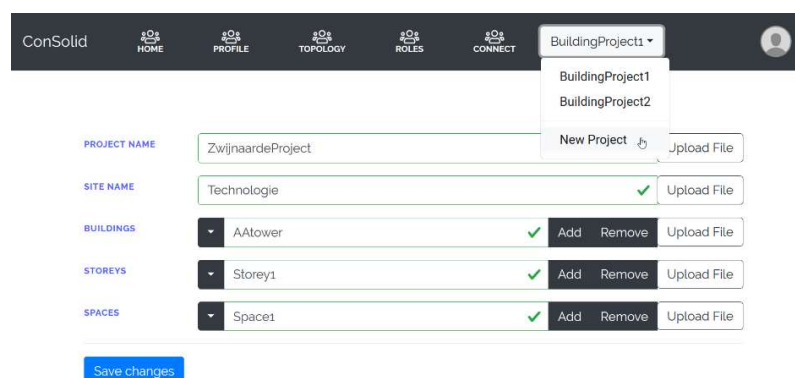 ConSolid HOME PROFILE TOPOLOGY ROLES CONNECT BuildingProject1
BuildingProject1
BuildingProject2
New Project
PROJECT NAME ZwijnaardeProject Upload File
SITE NAME Technologie Upload File
BUILDINGS AAtower Add Remove Upload File
STOREYS Storey1 Add Remove Upload File
SPACES Space1 Add Remove Upload File
Save changes